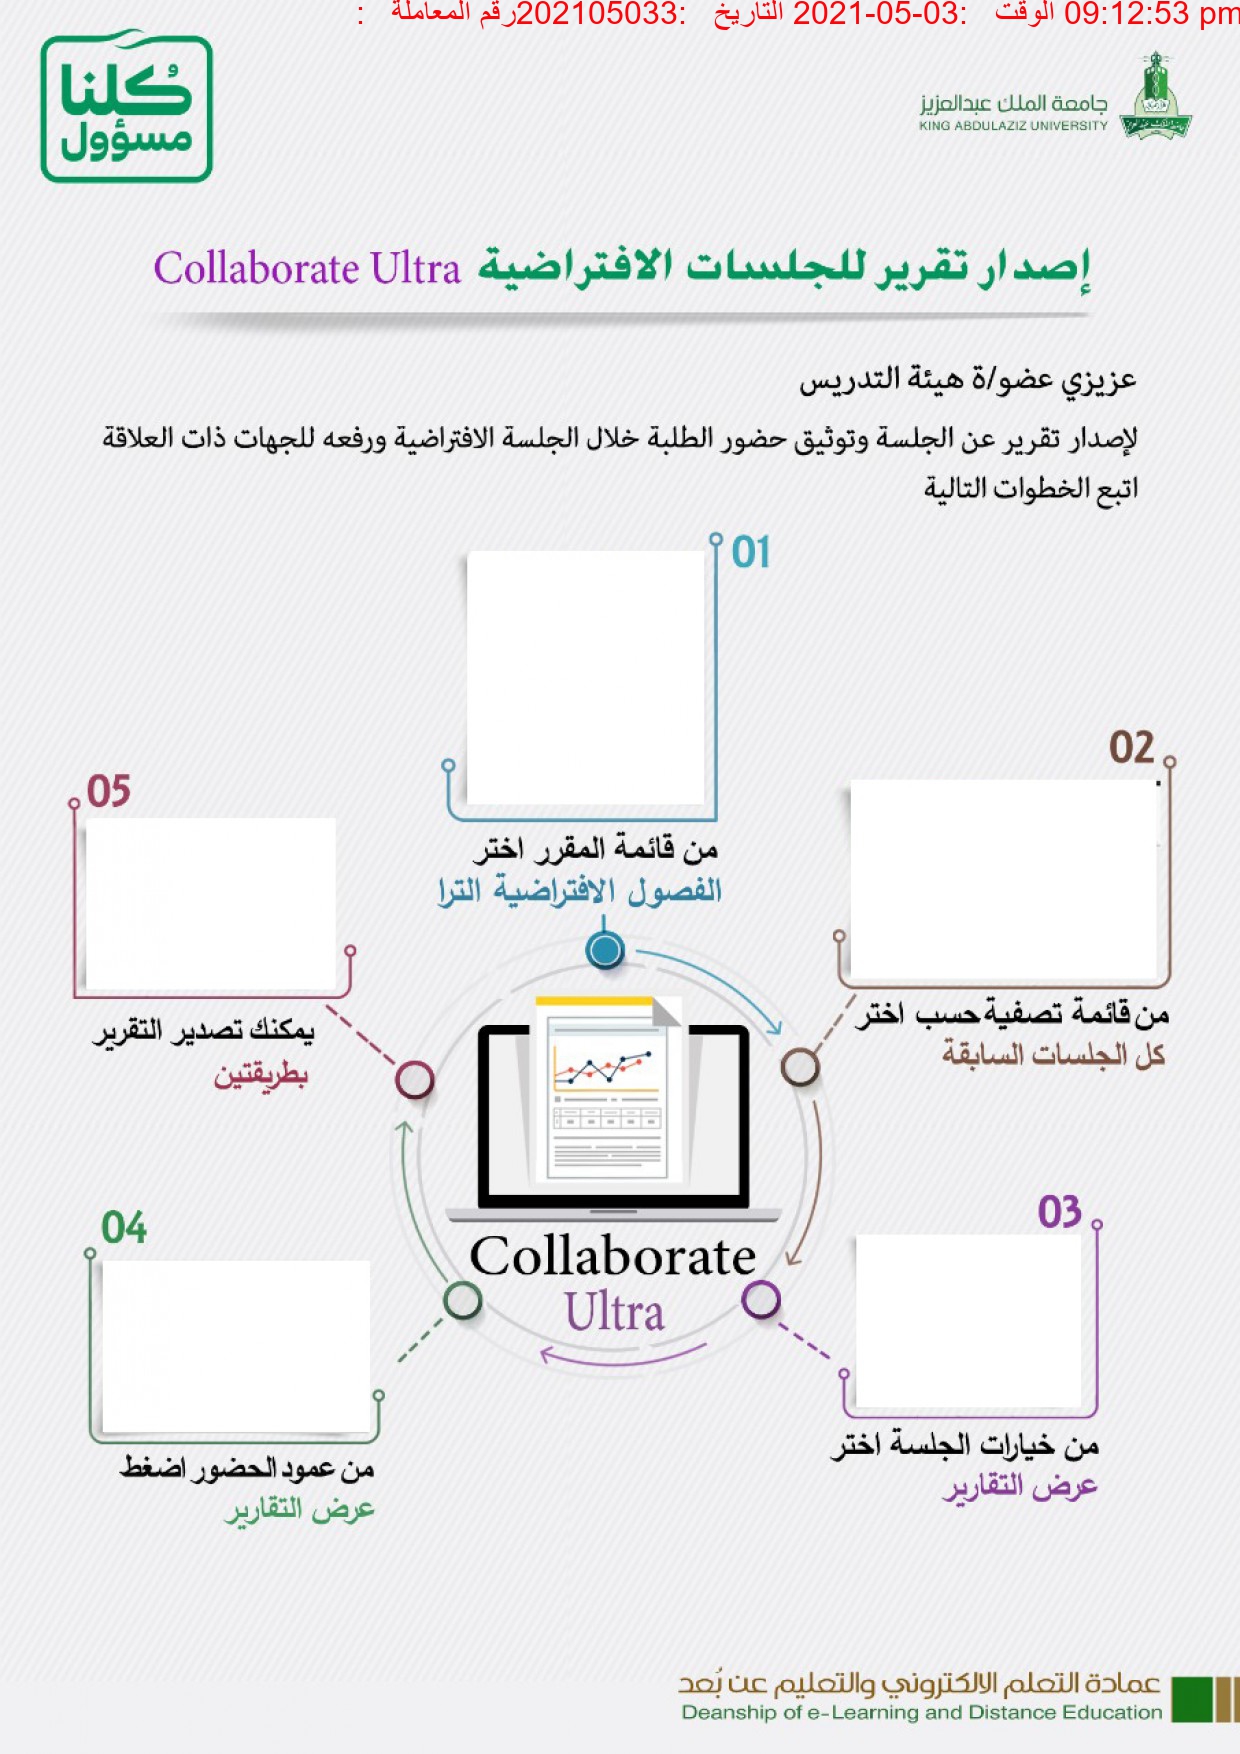 رقم المعاملة : 202105033 التاريخ : 2021-05-03 الوقت : 09:12:53 pm
كُلنا
مسؤول
جامعة الملك عبدالعزيز
KING ABDULAZIZ UNIVERSITY
إصدار تقرير للجلسات الافتراضية Collaborate Ultra
عزيزي عضو/ة هيئة التدريس
لإصدار تقرير عن الجلسة وتوثيق حضور الطلبة خلال الجلسة الافتراضية ورفعه للجهات ذات العلاقة
اتبع الخطوات التالية
01
من قائمة المقرر اختر
الفصول الافتراضية الترا
02
من قائمة تصفية حسب اختر
كل الجلسات السابقة
03
من خيارات الجلسة اختر
عرض التقارير
04
من عمود الحضور اضغط
عرض التقارير
05
يمكنك تصدير التقرير
بطريقتين
Collaborate
Ultra
عمادة التعلم الالكتروني والتعليم عن بُعد
Deanship of e-Learning and Distance Education